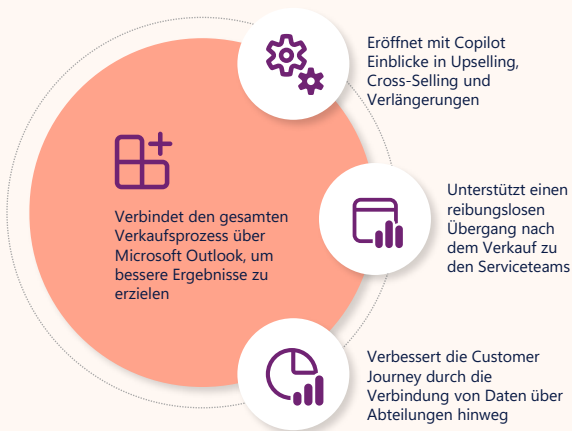 Eröffnet mit Copilot
Einblicke in Upselling,
Cross-Selling und
Verlängerungen
Verbindet den gesamten
Verkaufsprozess über
Microsoft Outlook, um
bessere Ergebnisse zu
erzielen
Unterstützt einen
reibungslosen
Übergang nach
dem Verkauf zu
den Serviceteams
Verbessert die Customer
Journey durch die
Verbindung von Daten über
Abteilungen hinweg